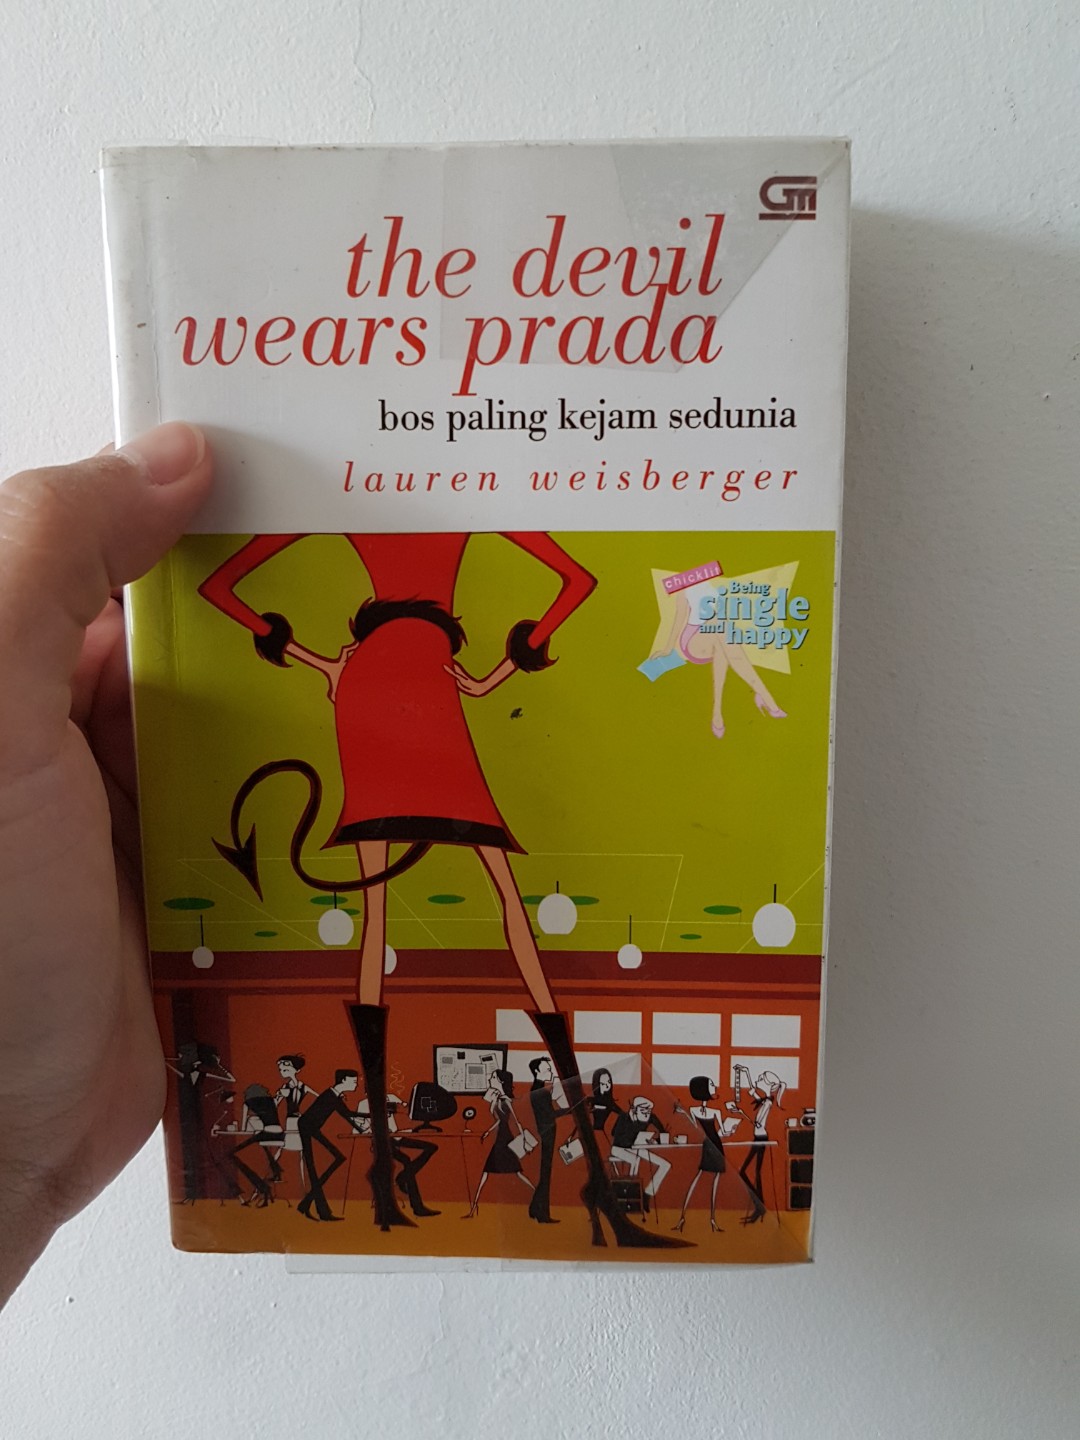 GM
the devil
wears prada
bos paling kejam sedunia
lauren weisberger
chicklit
Being
single
and happy